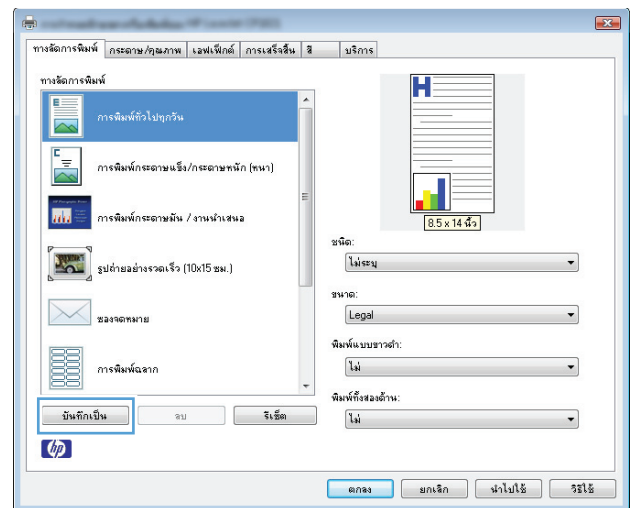 ทางลัดการพิมพ์ กระดาษ/คุณภาพ เอฟเฟ็กต์ การเสร็จสิ้น สี บริการ
ทางลัดการพิมพ์
การพิมพ์ทั่วไปทุกวัน
การพิมพ์กระดาษแข็ง/กระดาษหนัก (หนา)
การพิมพ์กระดาษมัน / งานนำเสนอ
รูปถ่ายอย่างรวดเร็ว (10x15 ซม.)
ซองจดหมาย
การพิมพ์ฉลาก
บันทึกเป็น ลบ รีเซ็ต
8.5 x 14 นิ้ว
ชนิด:
ไม่ระบุ
ขนาด:
Legal
พิมพ์แบบขาวดำ:
ไม่
พิมพ์ทั้งสองด้าน:
ไม่
hp
ตกลง ยกเลิก นำไปใช้ วิธีใช้